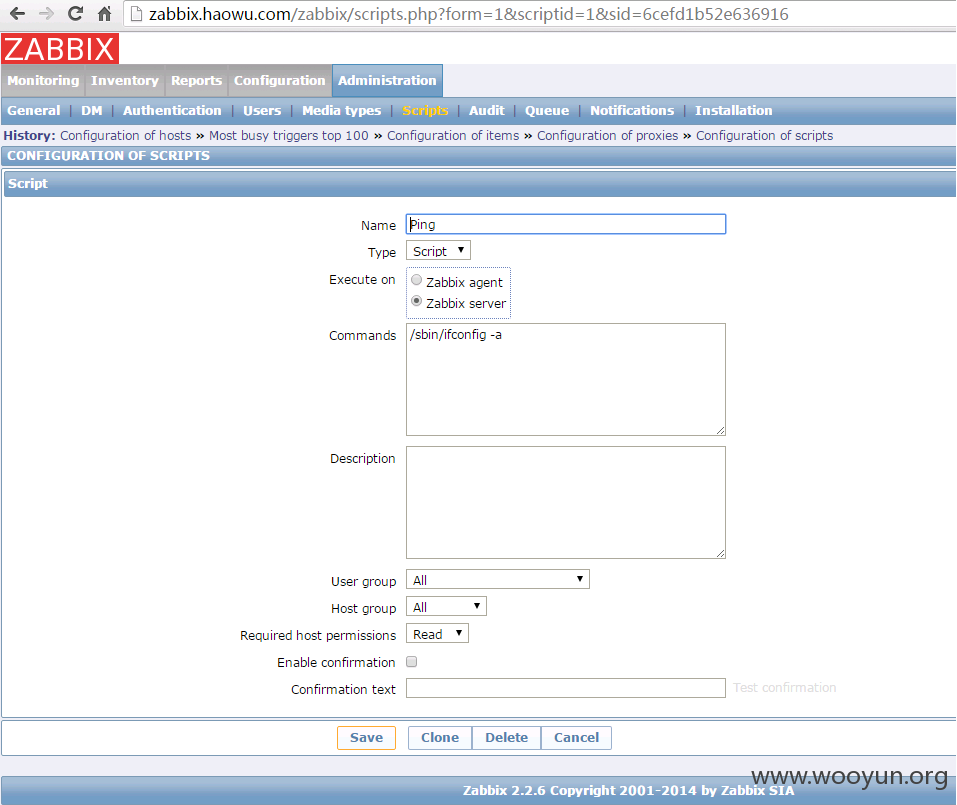 zabbix.haowu.com/zabbix/scripts.php?form=1&scriptid=1&sid=6cefd1b52e636916
ZABBIX
Monitoring Inventory Reports Configuration Administration
General | DM | Authentication | Users | Media types | Scripts | Audit | Queue | Notifications | Installation
History: Configuration of hosts » Most busy triggers top 100 » Configuration of items » Configuration of proxies » Configuration of scripts
CONFIGURATION OF SCRIPTS
Script
Name Ping
Type Script
Execute on Zabbix agent
Zabbix server
Commands /sbin/ifconfig -a
Description
User group All
Host group All
Required host permissions Read
Enable confirmation
Confirmation text Test confirmation
Save Clone Delete Cancel
www.wooyun.org
Zabbix 2.2.6 Copyright 2001-2014 by Zabbix SIA